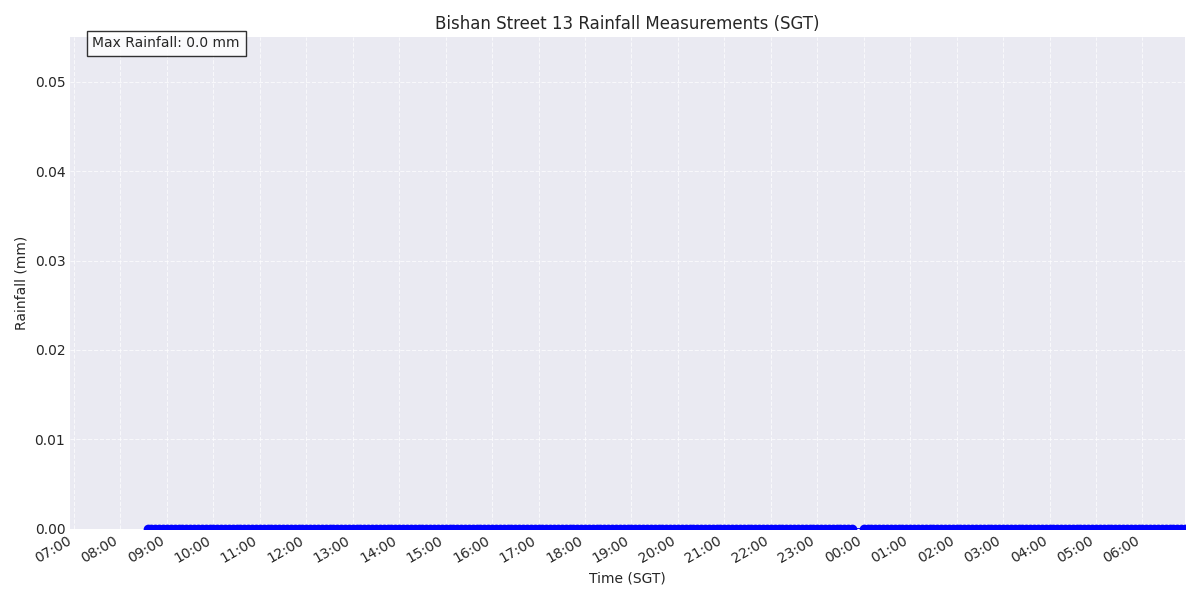 Bishan Street 13 Rainfall Measurements (SGT)
Max Rainfall: 0.0 mm
Rainfall (mm)
0.05
0.04
0.03
0.02
0.01
0.00
07:00 08:00 09:00 10:00 11:00 12:00 13:00 14:00 15:00 16:00 17:00 18:00 19:00 20:00 21:00 22:00 23:00 00:00 01:00 02:00 03:00 04:00 05:00 06:00
Time (SGT)